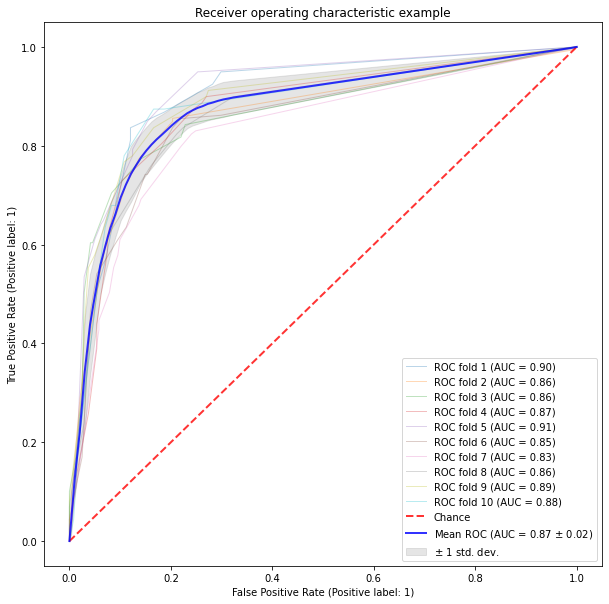 Receiver operating characteristic example
True Positive Rate (Positive label: 1)
1.0
0.8
0.6
0.4
0.2
0.0
ROC fold 1 (AUC = 0.90)
ROC fold 2 (AUC = 0.86)
ROC fold 3 (AUC = 0.86)
ROC fold 4 (AUC = 0.87)
ROC fold 5 (AUC = 0.91)
ROC fold 6 (AUC = 0.85)
ROC fold 7 (AUC = 0.83)
ROC fold 8 (AUC = 0.86)
ROC fold 9 (AUC = 0.89)
ROC fold 10 (AUC = 0.88)
Chance
Mean ROC (AUC = 0.87 ± 0.02)
± 1 std. dev.
0.0 0.2 0.4 0.6 0.8 1.0
False Positive Rate (Positive label: 1)